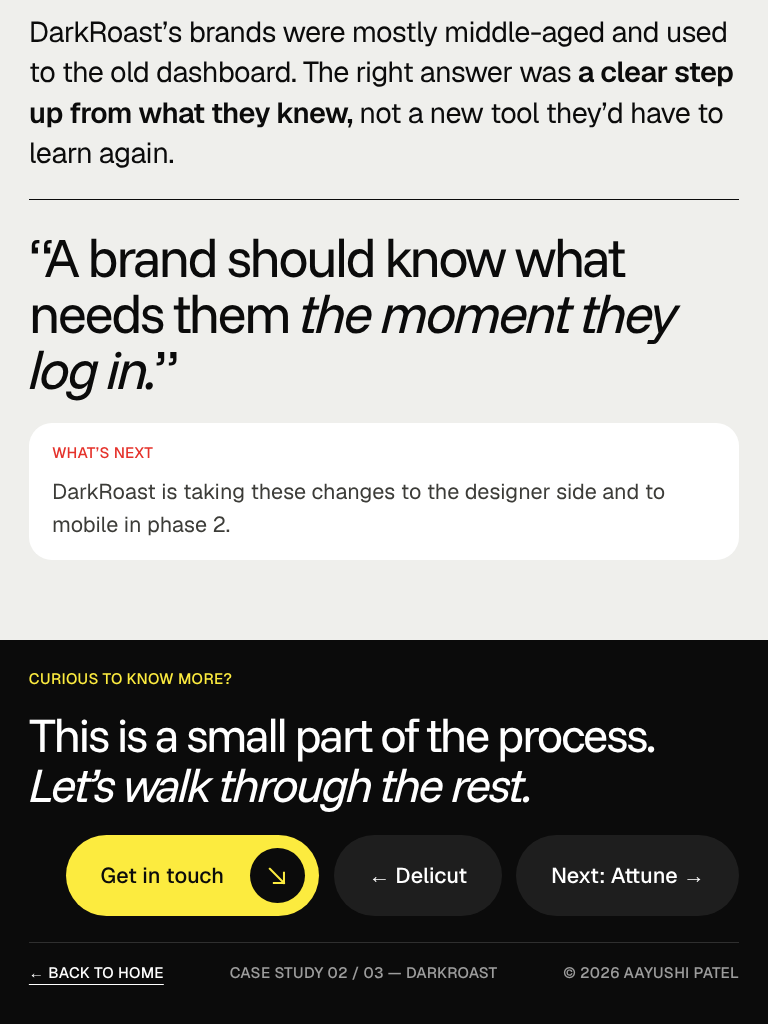 DarkRoast’s brands were mostly middle-aged and used
to the old dashboard. The right answer was a clear step
up from what they knew, not a new tool they’d have to
learn again.
“A brand should know what
needs them the moment they
log in.”
WHAT’S NEXT
DarkRoast is taking these changes to the designer side and to
mobile in phase 2.
CURIOUS TO KNOW MORE?
This is a small part of the process.
Let’s walk through the rest.
Get in touch ↘
← Delicut
Next: Attune →
← BACK TO HOME
CASE STUDY 02 / 03 — DARKROAST
© 2026 AAYUSHI PATEL